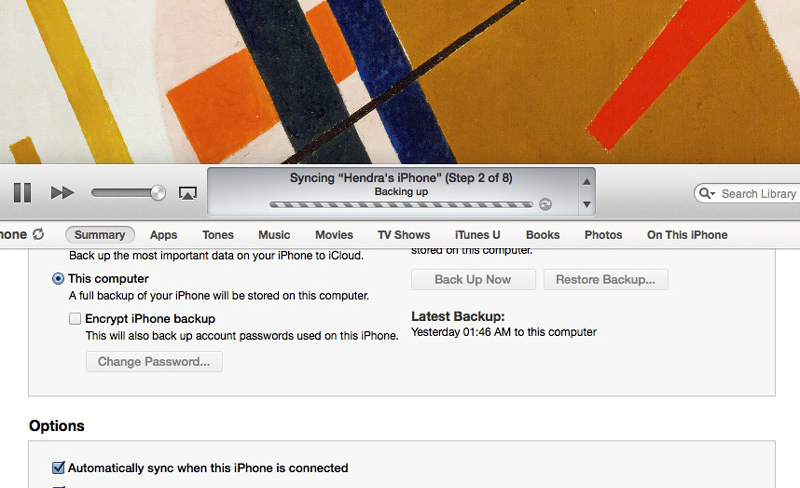 Syncing “Hendra's iPhone” (Step 2 of 8)
Backing up
Search Library
Summary Apps Tones Music Movies TV Shows iTunes U Books Photos On This iPhone
Back up the most important data on your iPhone to iCloud.
stored on this computer.
This computer
A full backup of your iPhone will be stored on this computer.
Back Up Now Restore Backup...
Encrypt iPhone backup
This will also back up account passwords used on this iPhone.
Change Password...
Latest Backup:
Yesterday 01:46 AM to this computer
Options
Automatically sync when this iPhone is connected